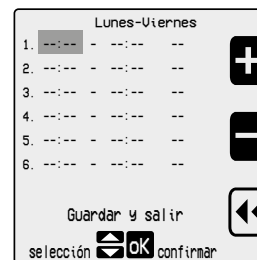 Lunes-Viernes
1. --:-- - --:-- --
2. --:-- - --:-- --
3. --:-- - --:-- --
4. --:-- - --:-- --
5. --:-- - --:-- --
6. --:-- - --:-- --
Guardar y salir
selección OK confirmar